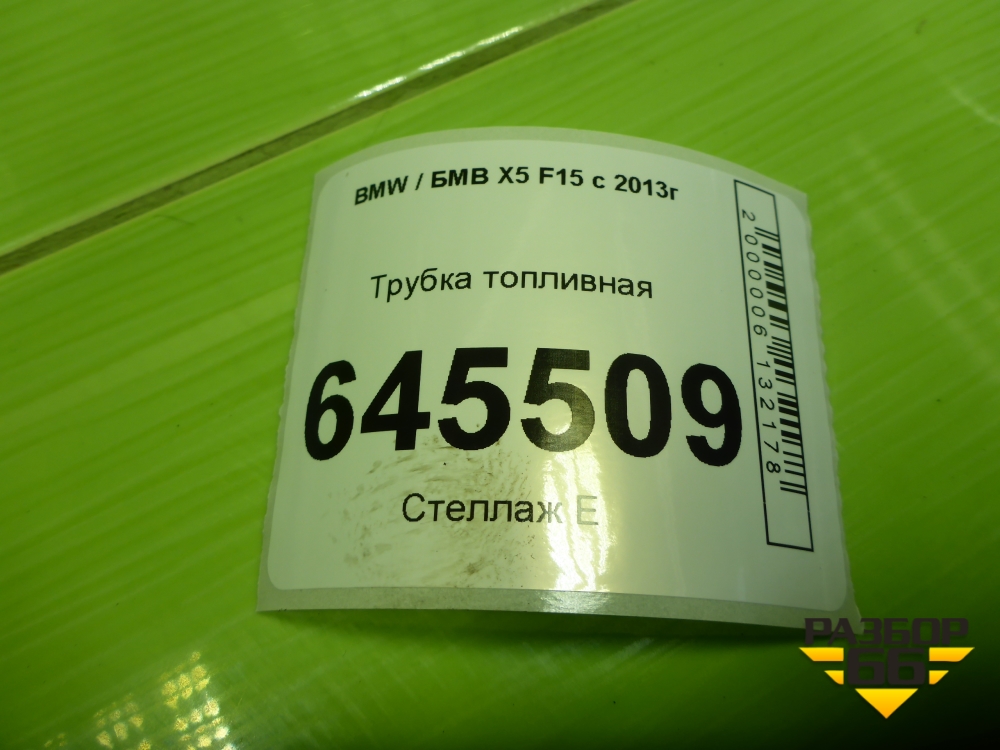 BMW / БМВ X5 F15 с 2013г
Трубка топливная
645509
Стеллаж E
2000006132178
РАЗБОР
66